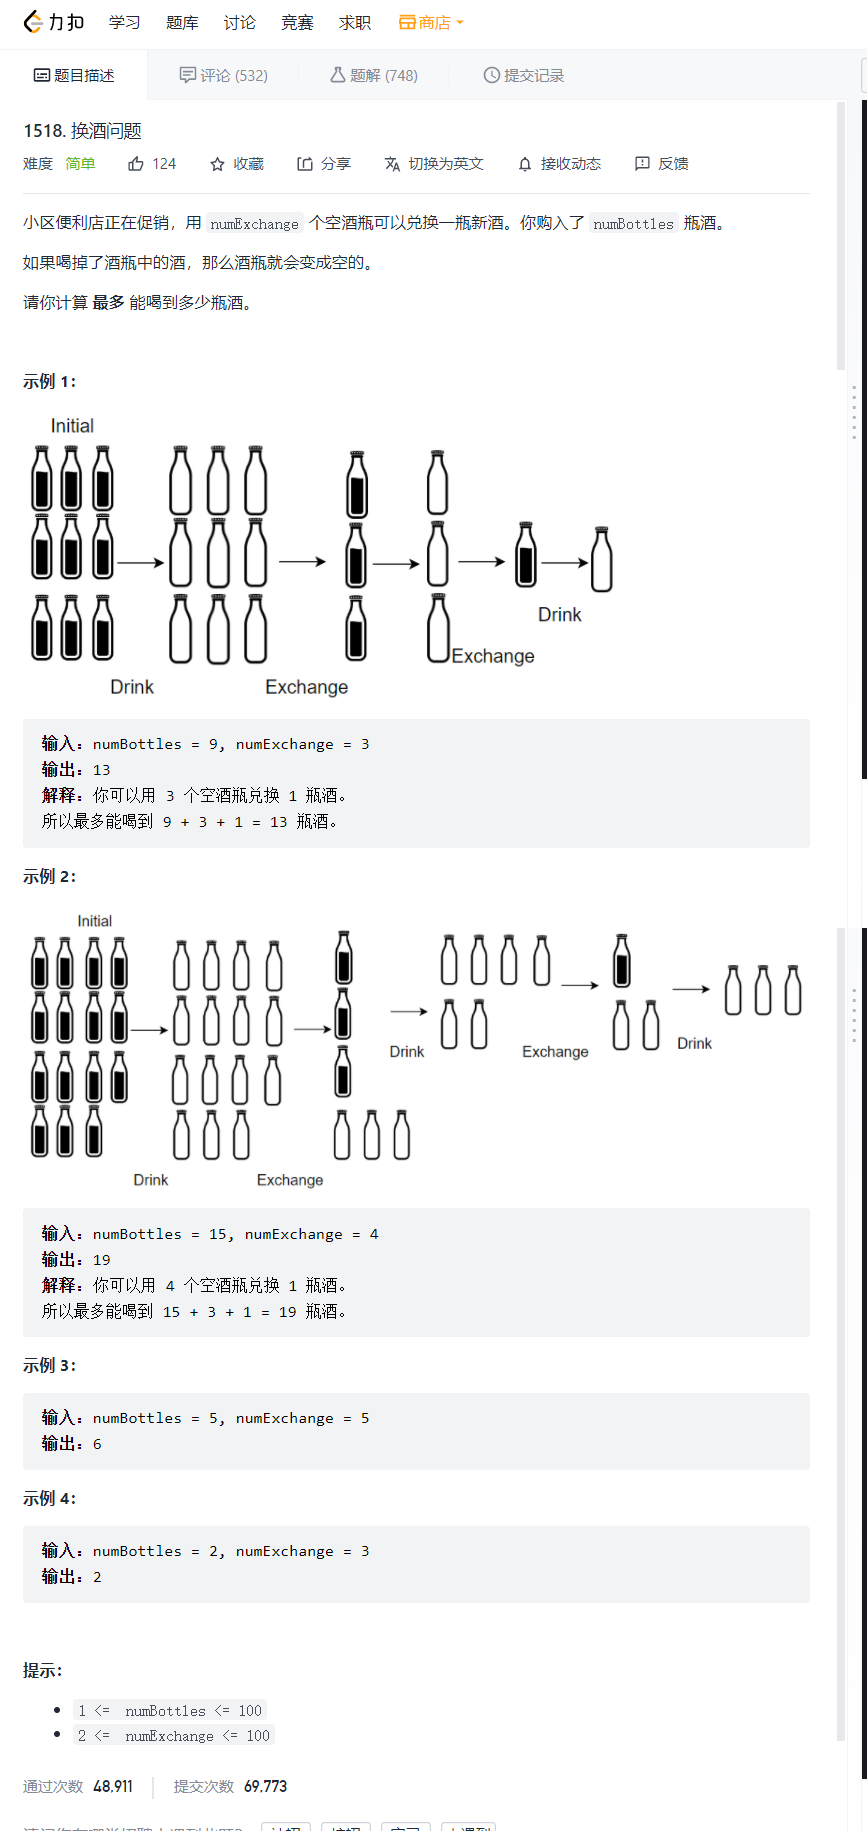 力扣 学习 题库 讨论 竞赛 求职 商店
题目描述 评论 (532) 题解 (748) 提交记录
1518. 换酒问题
难度 简单 124 收藏 分享 切换为英文 接收动态 反馈
小区便利店正在促销，用 numExchange 个空酒瓶可以兑换一瓶新酒。你购入了 numBottles 瓶酒。
如果喝掉了酒瓶中的酒，那么酒瓶就会变成空的。
请你计算 最多 能喝到多少瓶酒。
示例 1：
Initial
Drink
Exchange
Exchange
Drink
输入：numBottles = 9, numExchange = 3
输出：13
解释：你可以用 3 个空酒瓶兑换 1 瓶酒。
所以最多能喝到 9 + 3 + 1 = 13 瓶酒。
示例 2：
Initial
Drink
Exchange
Drink
Exchange
Drink
输入：numBottles = 15, numExchange = 4
输出：19
解释：你可以用 4 个空酒瓶兑换 1 瓶酒。
所以最多能喝到 15 + 3 + 1 = 19 瓶酒。
示例 3：
输入：numBottles = 5, numExchange = 5
输出：6
示例 4：
输入：numBottles = 2, numExchange = 3
输出：2
提示：
1 <= numBottles <= 100
2 <= numExchange <= 100
通过次数 48,911 提交次数 69,773